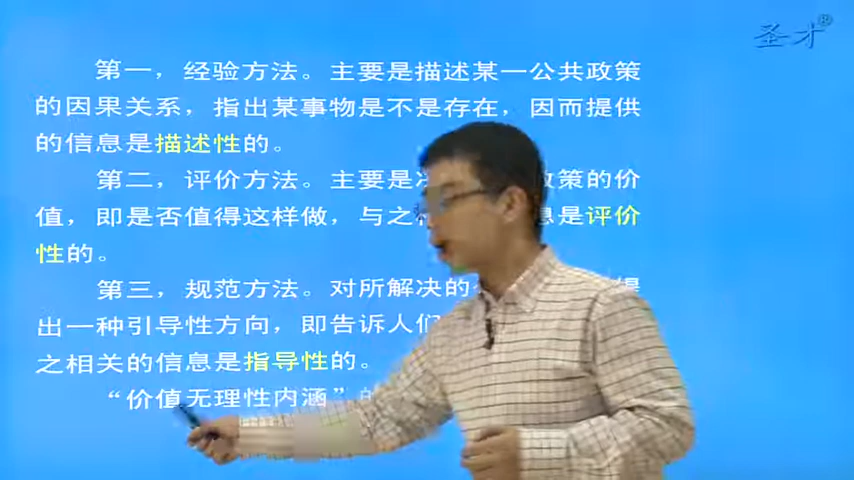 圣才®
第一，经验方法。主要是描述某一公共政策
的因果关系，指出某事物是不是存在，因而提供
的信息是描述性的。
第二，评价方法。主要是 政策的价
值，即是否值得这样做，与之 息是评价
性的。
第三，规范方法。对所解决的 得
出一种引导性方向，即告诉人们
之相关的信息是指导性的。
“价值无理性内涵”的